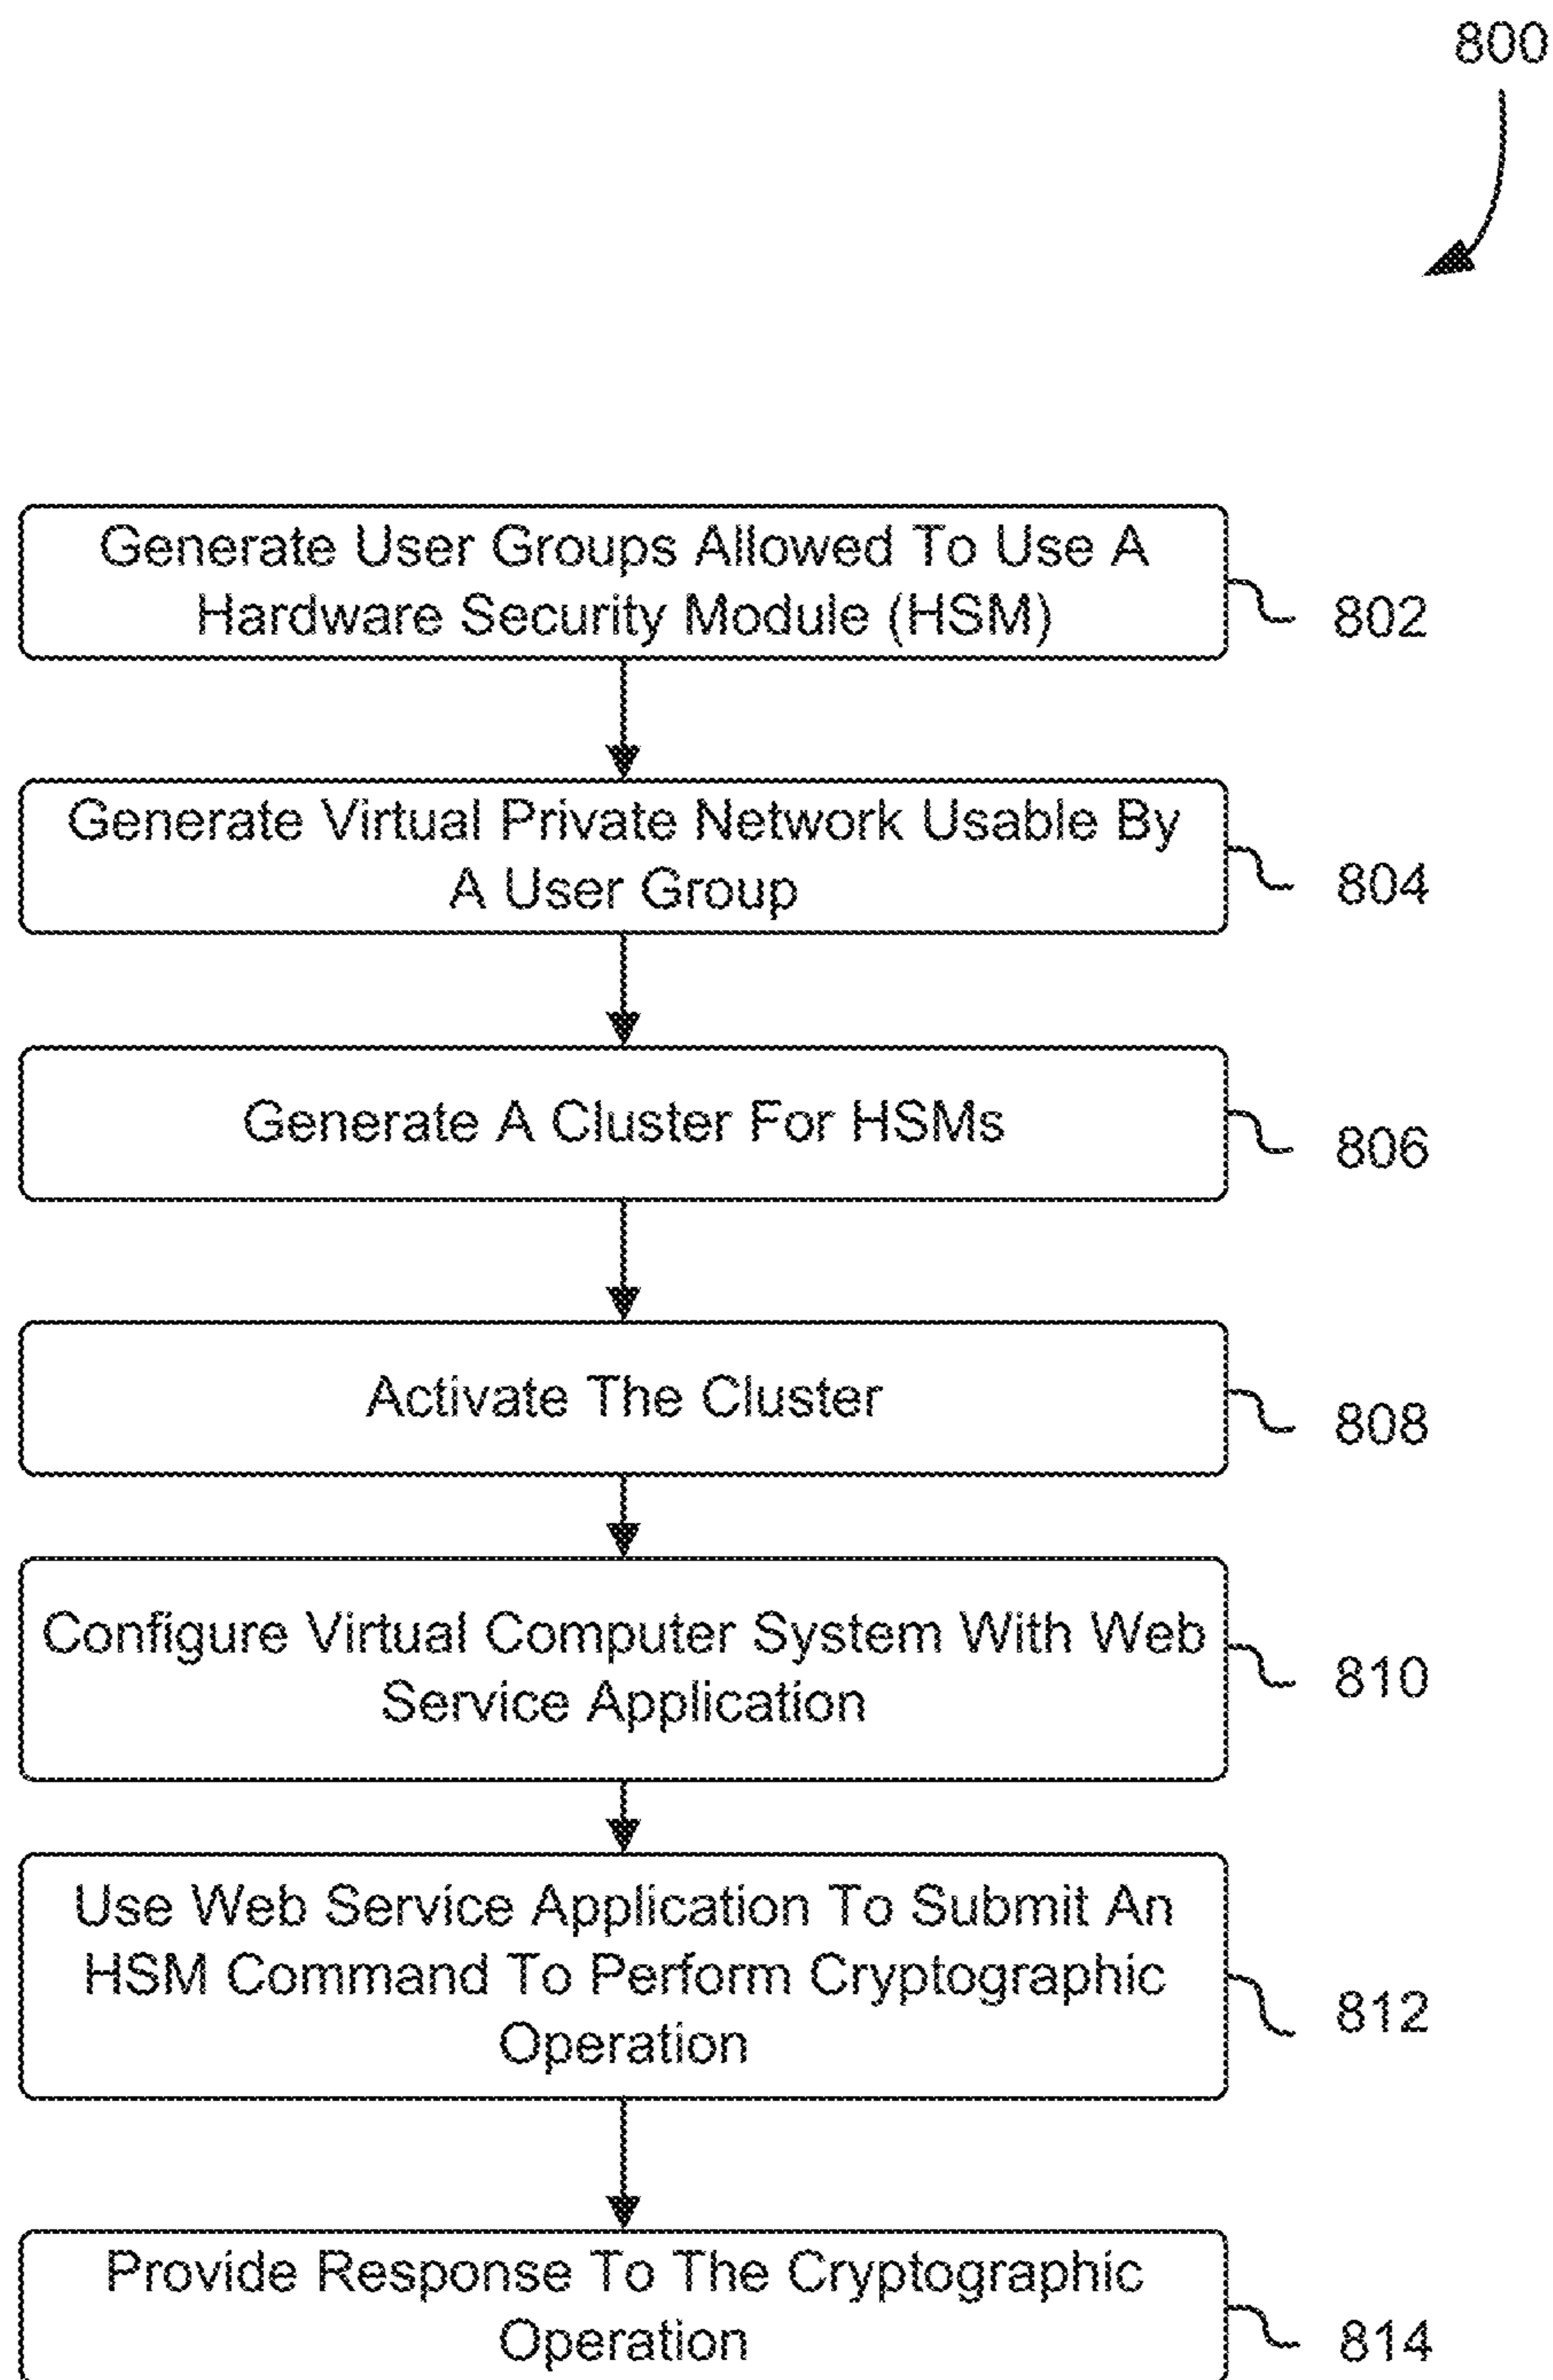 800
Generate User Groups Allowed To Use A
Hardware Security Module (HSM)
802
Generate Virtual Private Network Usable By
A User Group
804
Generate A Cluster For HSMs
806
Activate The Cluster
808
Configure Virtual Computer System With Web
Service Application
810
Use Web Service Application To Submit An
HSM Command To Perform Cryptographic
Operation
812
Provide Response To The Cryptographic
Operation
814